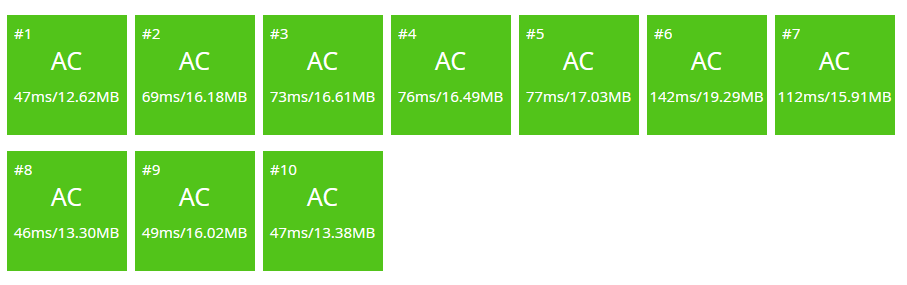 #1 #2 #3 #4 #5 #6 #7
AC AC AC AC AC AC AC
47ms/12.62MB 69ms/16.18MB 73ms/16.61MB 76ms/16.49MB 77ms/17.03MB 142ms/19.29MB 112ms/15.91MB
#8 #9 #10
AC AC AC
46ms/13.30MB 49ms/16.02MB 47ms/13.38MB